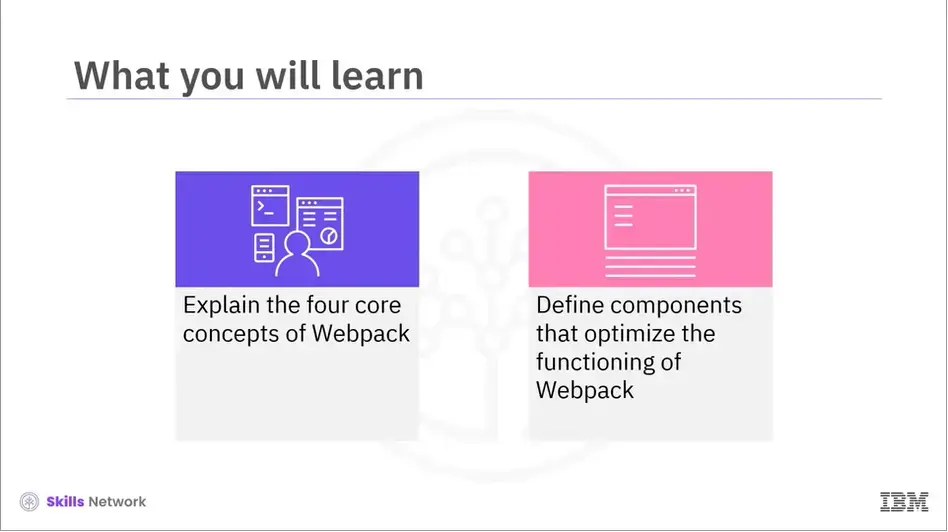 What you will learn
Explain the four core
concepts of Webpack
Define components
that optimize the
functioning of
Webpack
Skills Network
IBM